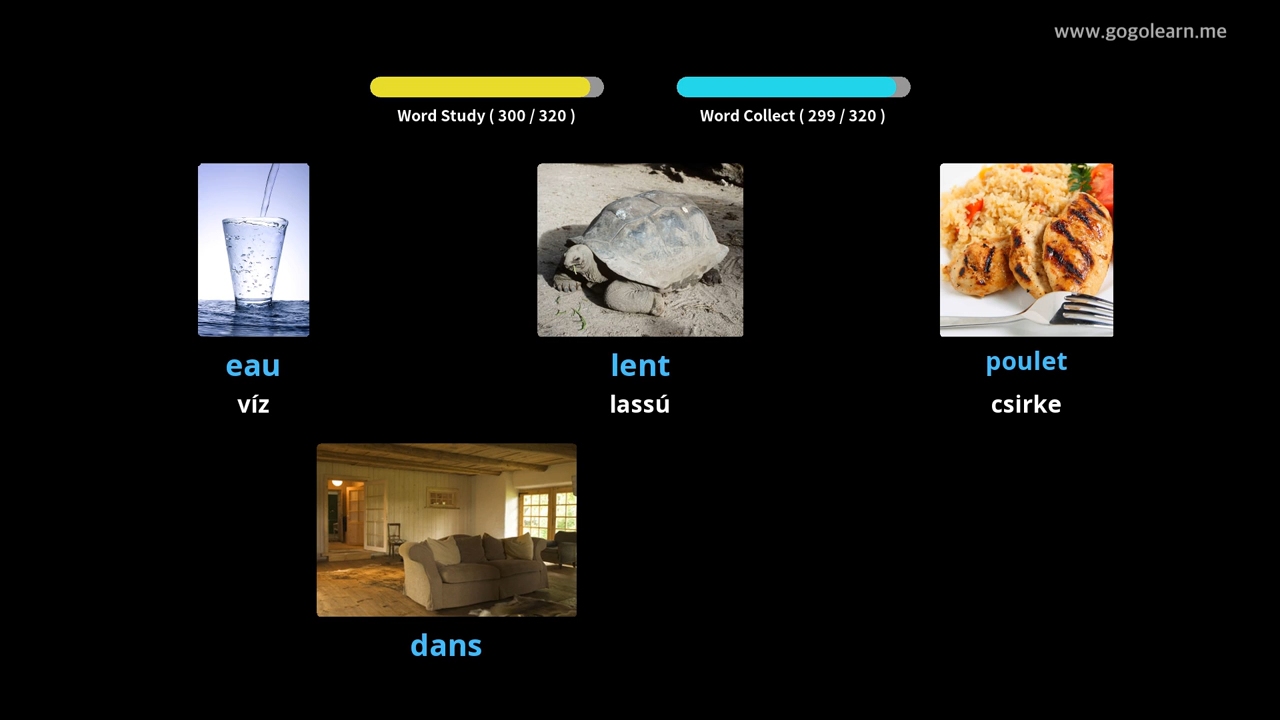 www.gogolearn.me
Word Study ( 300 / 320 )
Word Collect ( 299 / 320 )
eau
lent
poulet
víz
lassú
csirke
dans